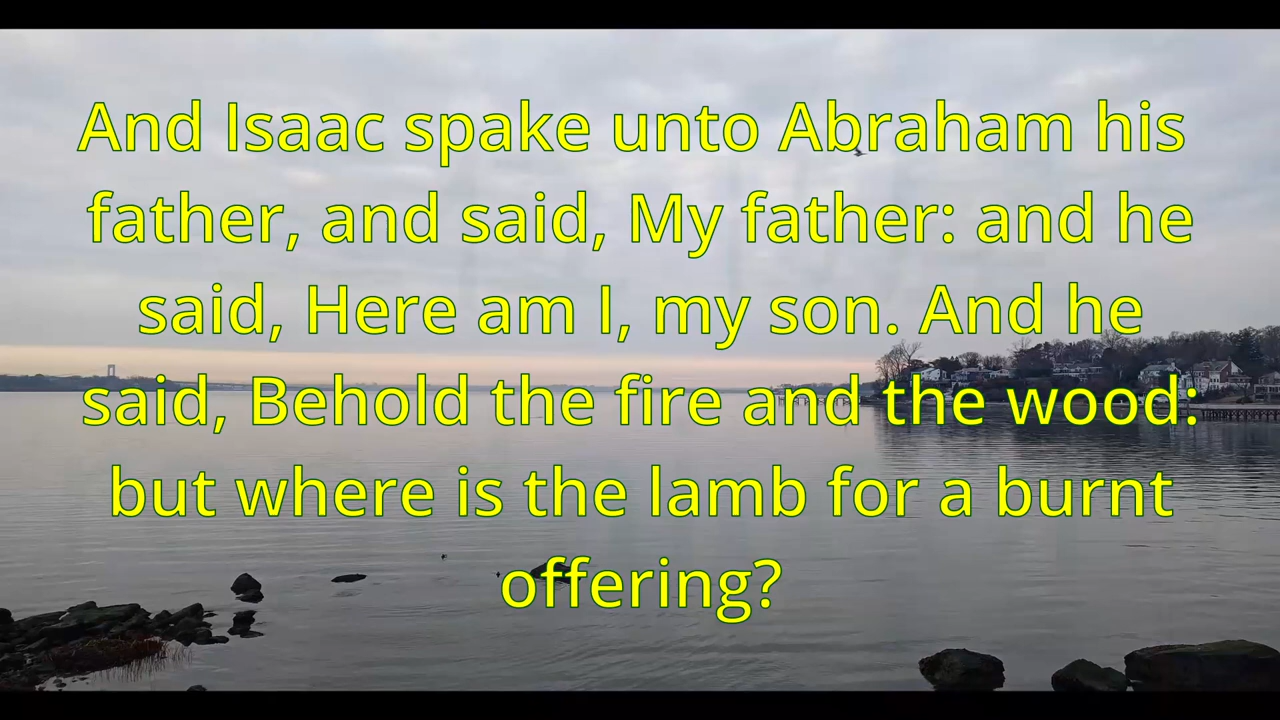 And Isaac spake unto Abraham his
father, and said, My father: and he
said, Here am I, my son. And he
said, Behold the fire and the wood:
but where is the lamb for a burnt
offering?